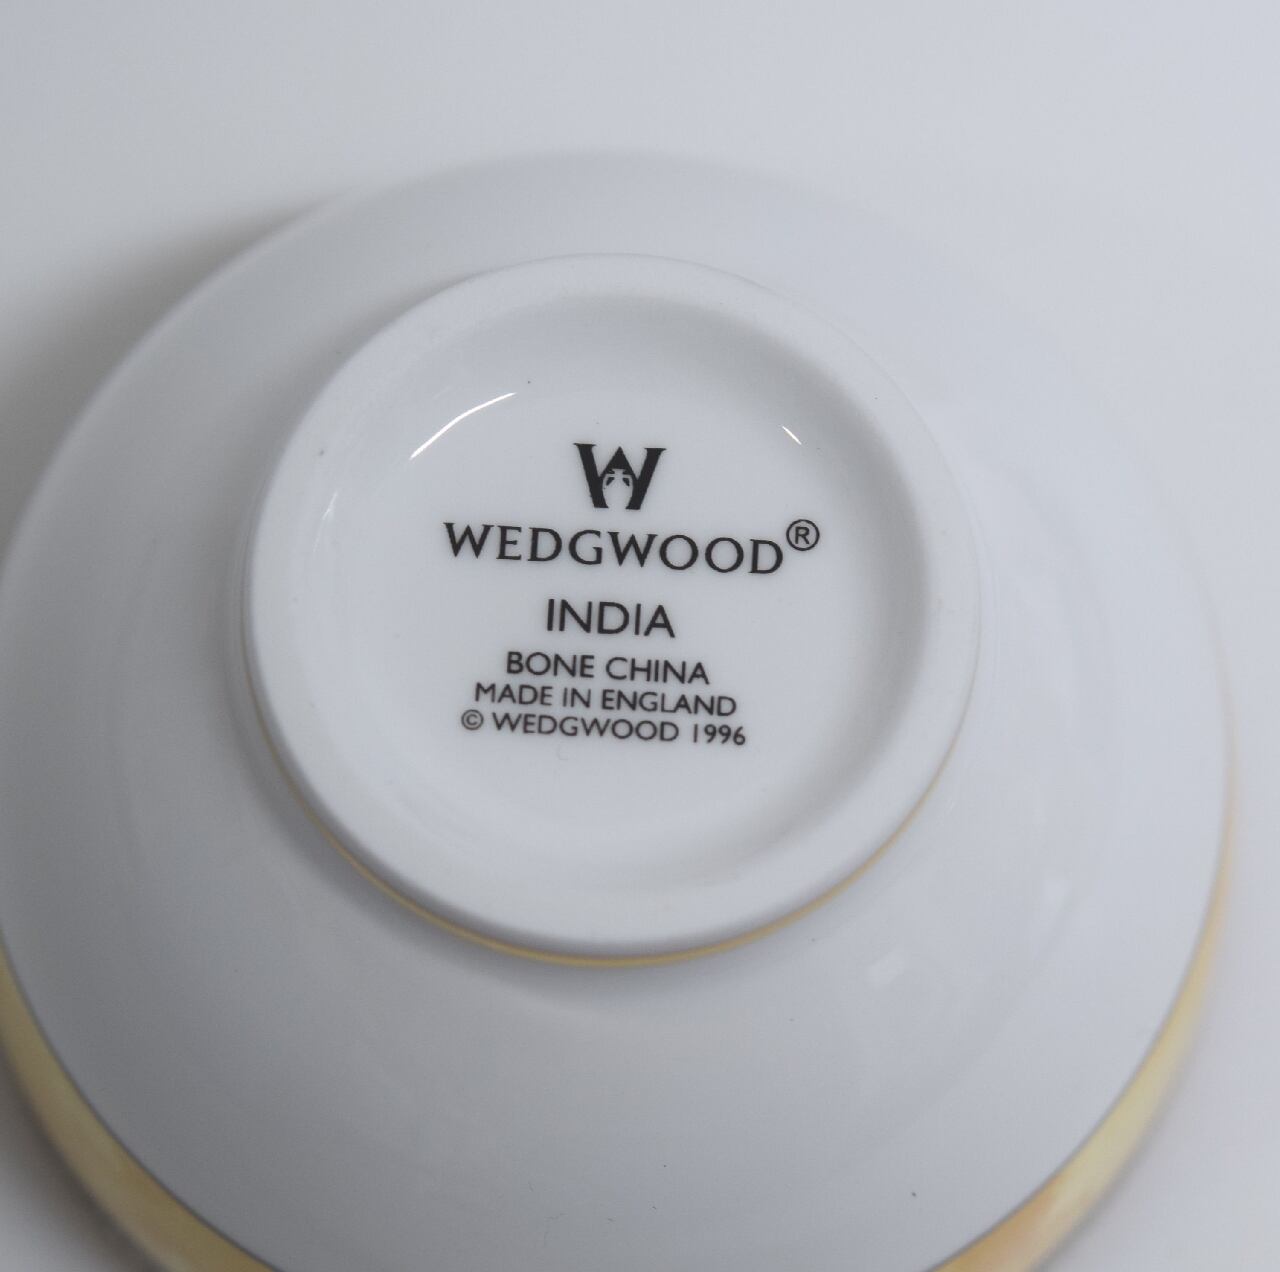 W
WEDGWOOD®
INDIA
BONE CHINA
MADE IN ENGLAND
© WEDGWOOD 1996